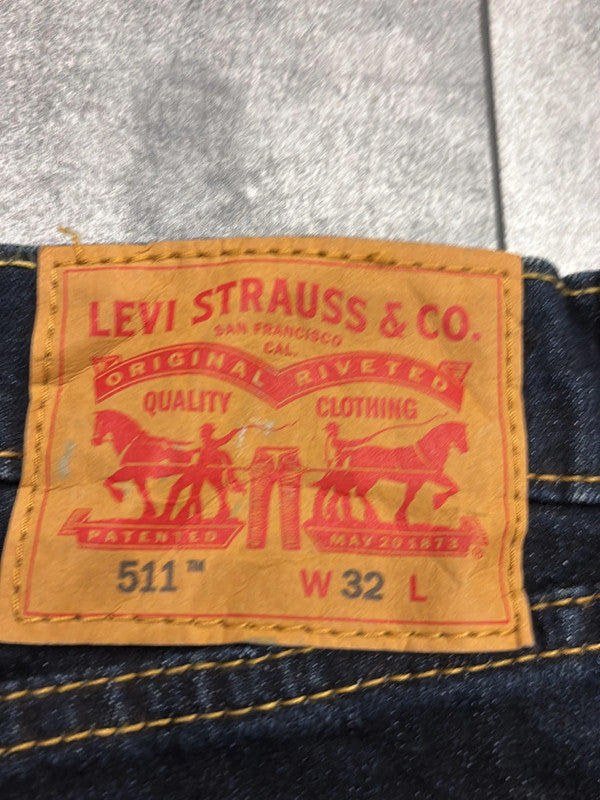 LEVI STRAUSS & CO.
SAN FRANCISCO
CAL.
ORIGINAL RIVETED
QUALITY CLOTHING
PATENTED MAY 20 1873
511™ W 32 L